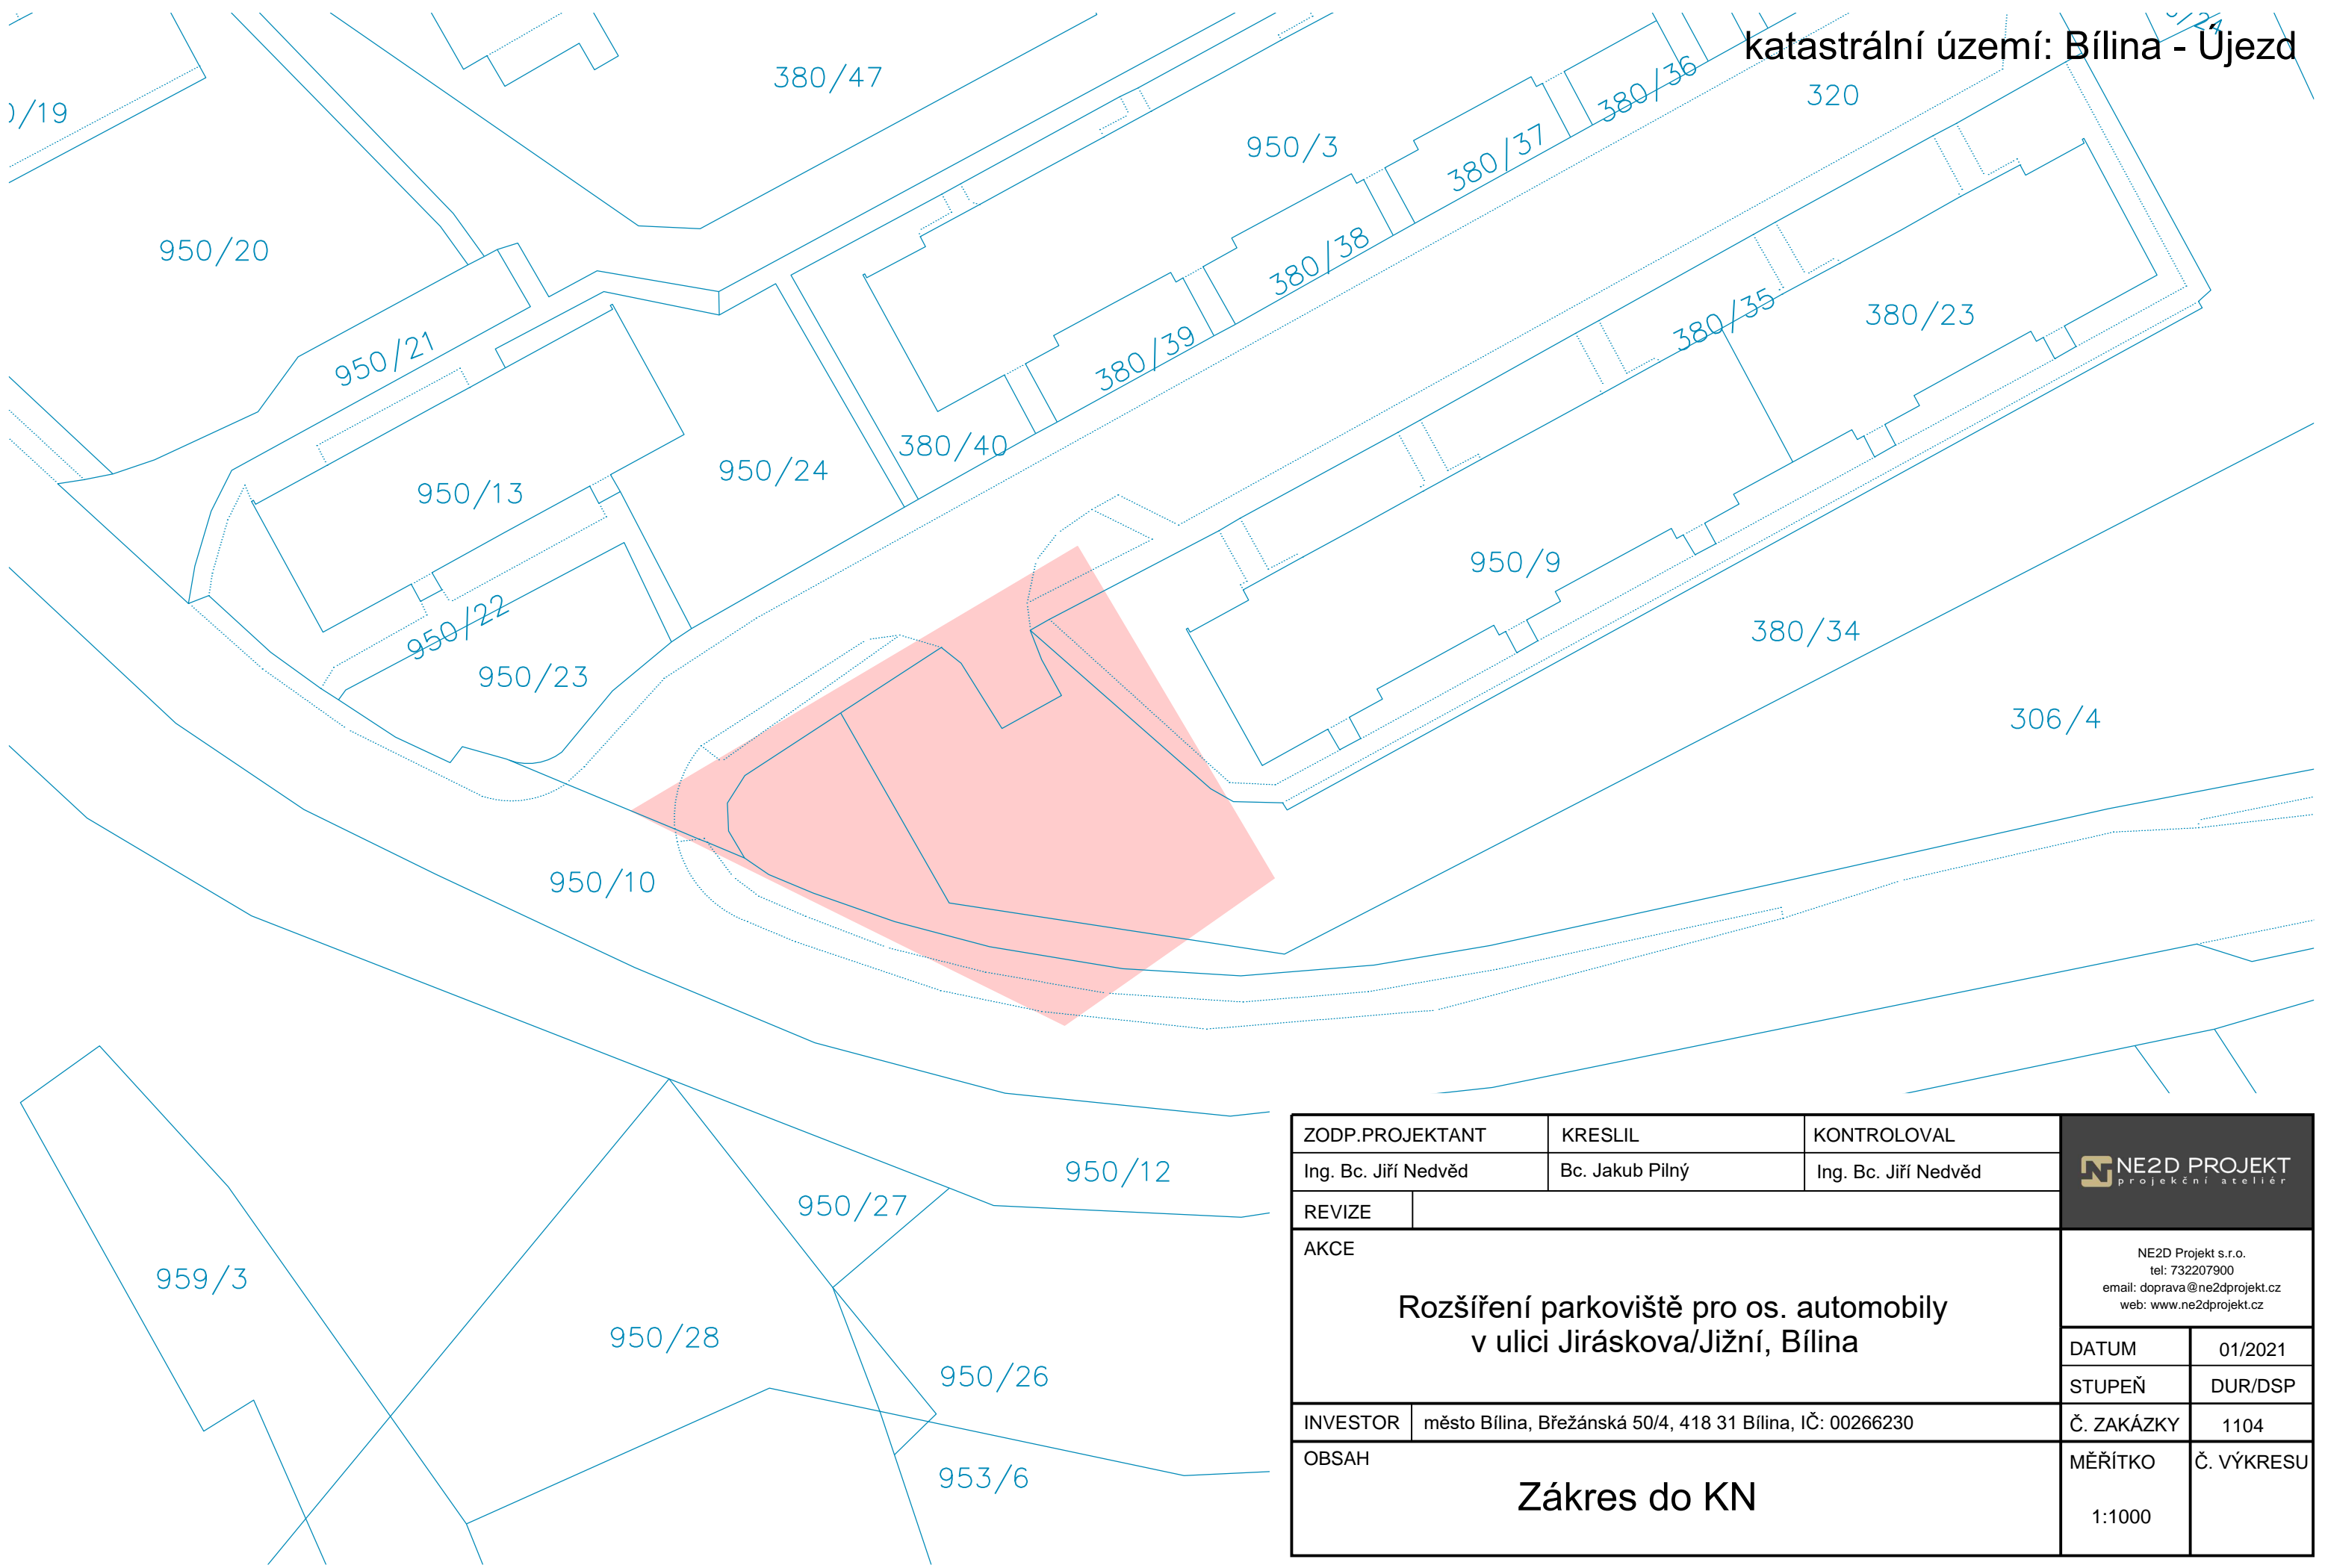 katastrální území: Bílina - Újezd
380/47
950/3
380/36
320
380/37
950/20
380/38
380/35
380/23
950/21
380/39
380/40
950/24
950/13
950/9
950/22
380/34
950/23
306/4
950/10
950/12
950/27
959/3
950/28
950/26
953/6
ZODP.PROJEKTANT KRESLIL KONTROLOVAL
Ing. Bc. Jiří Nedvěd Bc. Jakub Pilný Ing. Bc. Jiří Nedvěd
REVIZE
NE2D PROJEKT
projekční ateliér
AKCE
Rozšíření parkoviště pro os. automobily
v ulici Jiráskova/Jižní, Bílina
NE2D Projekt s.r.o.
tel: 732207900
email: doprava@ne2dprojekt.cz
web: www.ne2dprojekt.cz
DATUM 01/2021
STUPEŇ DUR/DSP
INVESTOR město Bílina, Břežánská 50/4, 418 31 Bílina, IČ: 00266230
Č. ZAKÁZKY 1104
OBSAH
Zákres do KN
MĚŘÍTKO Č. VÝKRESU
1:1000